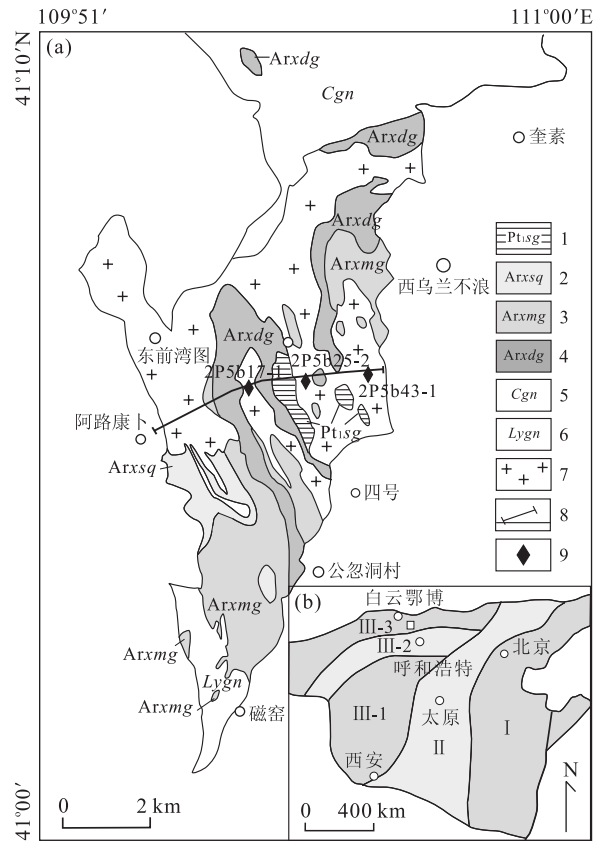 109°51′
111°00′E
41°10′N
(a)
Arxdg
Cgn
Arxdg
奎素
Arxdg
Arxmg
西乌兰不浪
Arxdg
东前湾图
2P5b25-2
2P5b17-1
2P5b43-1
阿路康卜
Pt₁sg
Arxsq
四号
公忽洞村
Arxmg
Arxmg
Lygn
Arxmg
磁窑
0 2 km
41°00′
Pt₁sg 1
Arxsq 2
Arxmg 3
Arxdg 4
Cgn 5
Lygn 6
7
8
9
(b)
白云鄂博
III-3
III-2
北京
呼和浩特
III-1
太原
I
II
西安
N
0 400 km